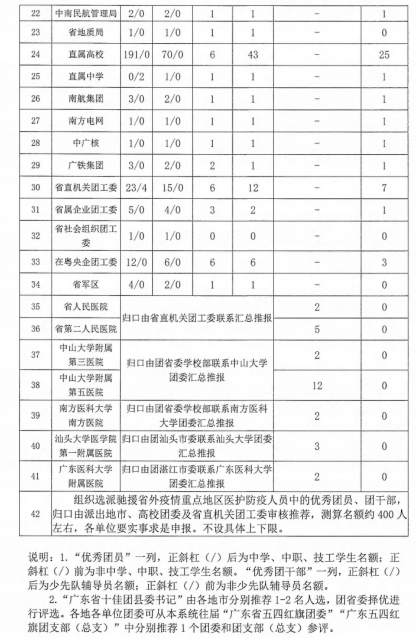 22 中南民航管理局 2/0 2/0 1 1 － 1
23 省地质局 1/0 1/0 1 1 － 0
24 直属高校 191/0 70/0 6 43 － 25
25 直属中学 0/2 1/0 1 1 － 1
26 南航集团 3/0 2/0 1 1 － 1
27 南方电网 1/0 1/0 1 1 － 1
28 中广核 1/0 1/0 1 1 － 1
29 广铁集团 3/0 2/0 2 1 － 1
30 省直机关团工委 23/4 15/0 6 12 － 7
31 省属企业团工委 5/0 4/0 3 2 － 1
32 省社会组织团工委 1/0 1/0 0 0 － 0
33 在粤央企团工委 12/0 6/0 6 6 － 3
34 省军区 4/0 2/0 1 1 － 0
35 省人民医院 归口由省直机关团工委联系汇总推报 2 0
36 省第二人民医院 5 0
37 中山大学附属第三医院 归口由团省委学校部联系中山大学团委汇总推报 2 0
38 中山大学附属第五医院 12 0
39 南方医科大学南方医院 归口由团省委学校部联系南方医科大学团委汇总推报 2 0
40 汕头大学医学院第一附属医院 归口由团汕头市委联系汕头大学团委汇总推报 3 0
41 广东医科大学附属医院 归口由团湛江市委联系广东医科大学团委汇总推报 2 0
42 组织选派驰援省外疫情重点地区医护防疫人员中的优秀团员、团干部，
归口由派出地市、高校团委及省直机关团工委审核推荐，测算名额约 400 人
左右，各单位要实事求是申报。不设具体上下限。
说明：1.“优秀团员”一列，正斜杠（/）后为中学、中职、技工学生名额；正
斜杠（/）前为非中学、中职、技工学生名额。“优秀团干部”一列，正斜杠（/）
后为少先队辅导员名额；正斜杠（/）前为非少先队辅导员名额。
2.“广东省十佳团县委书记”由各地市分别推荐 1-2 名人选，团省委择优进
行评选。各地各单位团委可从本系统往届“广东省五四红旗团委”“广东五四红
旗团支部（总支）”中分别推荐 1 个团委和团支部（总支）参评。